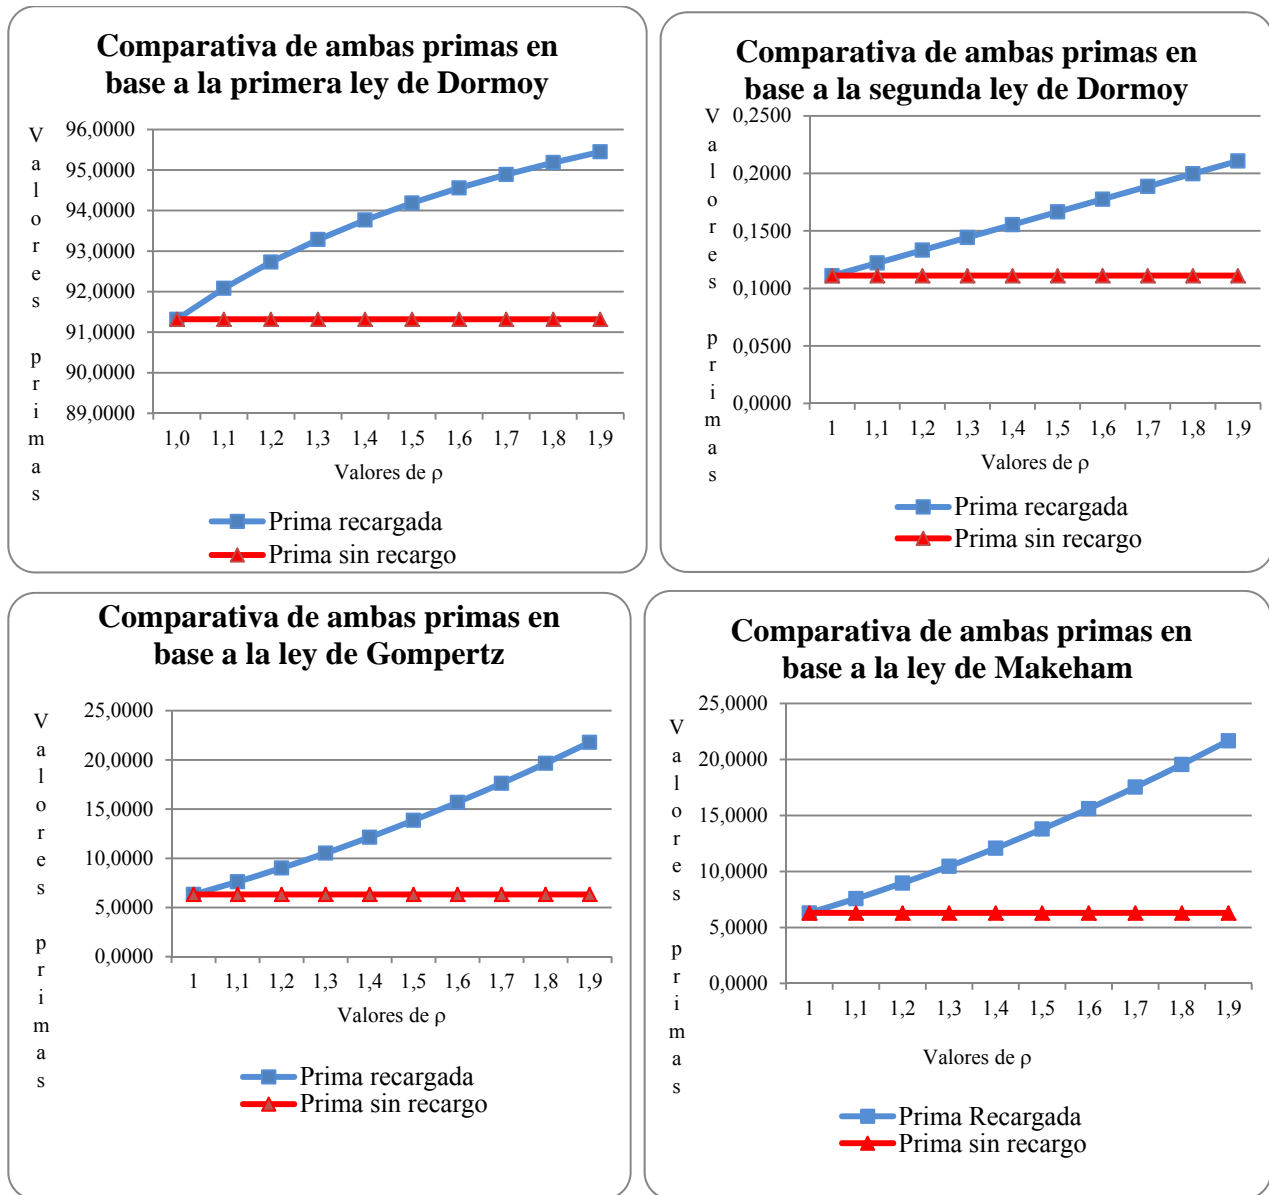 Comparativa de ambas primas en
base a la primera ley de Dormoy
Valores primas
96,0000
95,0000
94,0000
93,0000
92,0000
91,0000
90,0000
89,0000
1,0 1,1 1,2 1,3 1,4 1,5 1,6 1,7 1,8 1,9
Valores de ρ
Prima recargada
Prima sin recargo
Comparativa de ambas primas en
base a la segunda ley de Dormoy
Valores primas
0,2500
0,2000
0,1500
0,1000
0,0500
0,0000
1 1,1 1,2 1,3 1,4 1,5 1,6 1,7 1,8 1,9
Valores de ρ
Prima recargada
Prima sin recargo
Comparativa de ambas primas en
base a la ley de Gompertz
Valores primas
25,0000
20,0000
15,0000
10,0000
5,0000
0,0000
1 1,1 1,2 1,3 1,4 1,5 1,6 1,7 1,8 1,9
Valores de ρ
Prima recargada
Prima sin recargo
Comparativa de ambas primas en
base a la ley de Makeham
Valores primas
25,0000
20,0000
15,0000
10,0000
5,0000
0,0000
1 1,1 1,2 1,3 1,4 1,5 1,6 1,7 1,8 1,9
Valores de ρ
Prima Recargada
Prima sin recargo